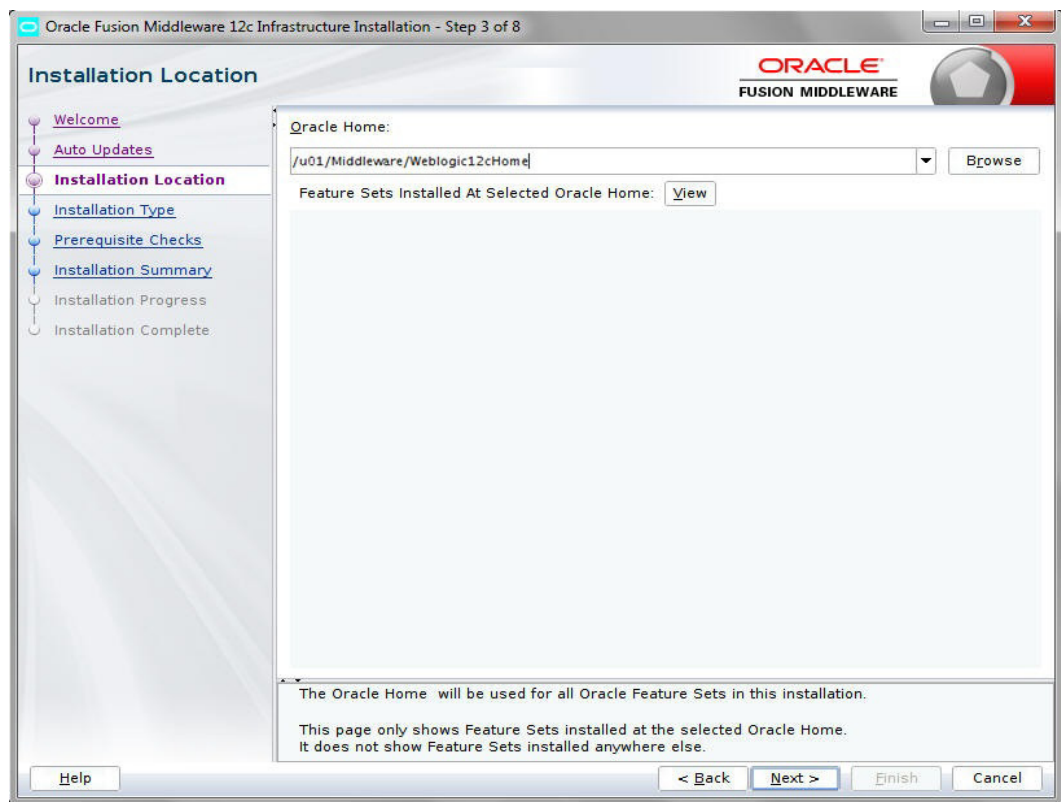 Oracle Fusion Middleware 12c Infrastructure Installation - Step 3 of 8
Installation Location
ORACLE
FUSION MIDDLEWARE
Welcome
Auto Updates
Installation Location
Installation Type
Prerequisite Checks
Installation Summary
Installation Progress
Installation Complete
Oracle Home:
/u01/Middleware/Weblogic12cHome
Browse
Feature Sets Installed At Selected Oracle Home: View
The Oracle Home will be used for all Oracle Feature Sets in this installation.
This page only shows Feature Sets installed at the selected Oracle Home.
It does not show Feature Sets installed anywhere else.
Help
< Back Next > Finish Cancel